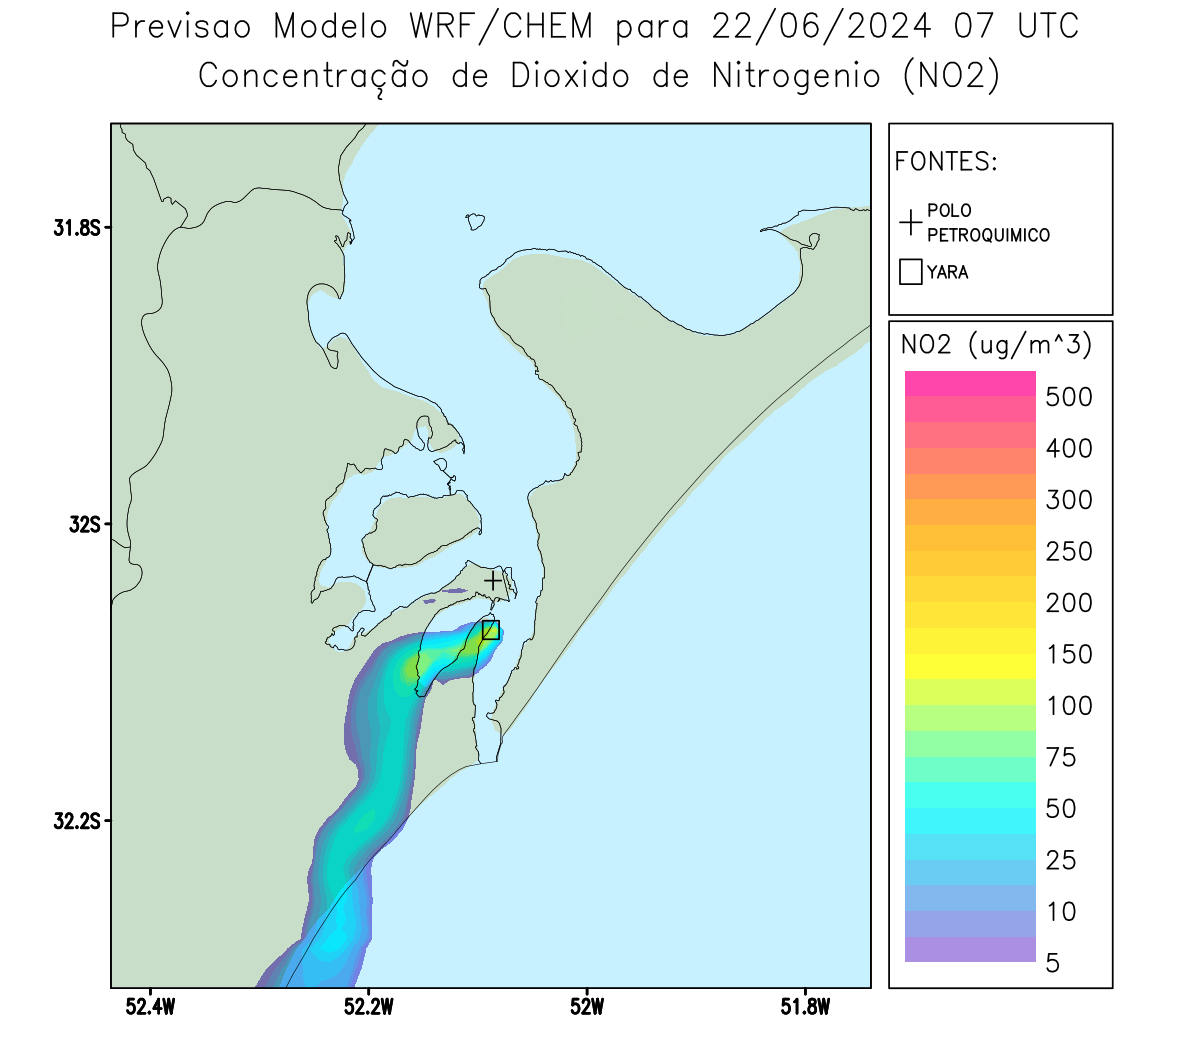 Previsao Modelo WRF/CHEM para 22/06/2024 07 UTC
Concentração de Dioxido de Nitrogenio (NO2)
FONTES:
POLO
PETROQUIMICO
YARA
NO2 (ug/m^3)
500
400
300
250
200
150
100
75
50
25
10
5
31.8S
32S
32.2S
52.4W
52.2W
52W
51.8W